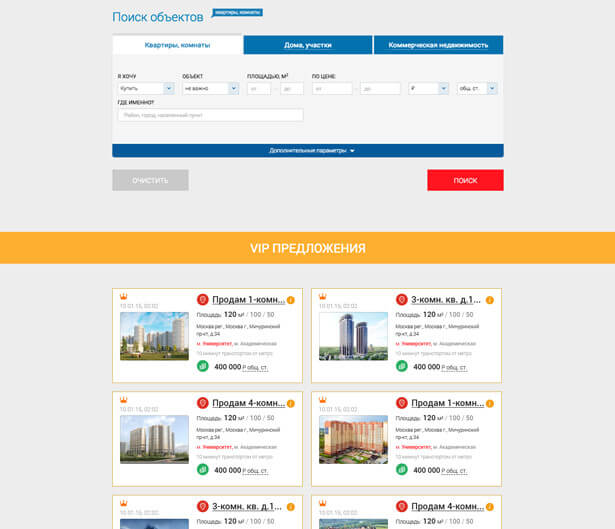 Поиск объектов
квартиры, комнаты
Квартиры, комнаты
Дома, участки
Коммерческая недвижимость
Я ХОЧУ
ОБЪЕКТ
ПЛОЩАДЬЮ, М²
ПО ЦЕНЕ:
Купить
не важно
от
до
от
до
₽
общ. ст.
ГДЕ ИМЕННО?
Район, город, населенный пункт
Дополнительные параметры
ОЧИСТИТЬ
ПОИСК
VIP ПРЕДЛОЖЕНИЯ
10.01.15, 02:02
Продам 1-комн...
Площадь: 120 м² / 100 / 50
Москва рег., Москва г., Мичуринский
пр-кт, д.34
м. Университет, м. Академическая
10 минут транспортом от метро
400 000 Р общ. ст.
10.01.15, 02:02
3-комн. кв. д.1...
Площадь: 120 м² / 100 / 50
Москва рег., Москва г., Мичуринский
пр-кт, д.34
м. Университет, м. Академическая
10 минут транспортом от метро
400 000 Р общ. ст.
10.01.15, 02:02
Продам 4-комн...
Площадь: 120 м² / 100 / 50
Москва рег., Москва г., Мичуринский
пр-кт, д.34
м. Университет, м. Академическая
10 минут транспортом от метро
400 000 Р общ. ст.
10.01.15, 02:02
Продам 1-комн...
Площадь: 120 м² / 100 / 50
Москва рег., Москва г., Мичуринский
пр-кт, д.34
м. Университет, м. Академическая
10 минут транспортом от метро
400 000 Р общ. ст.
10.01.15, 02:02
3-комн. кв. д.1...
Площадь: 120 м² / 100 / 50
10.01.15, 02:02
Продам 4-комн...
Площадь: 120 м² / 100 / 50